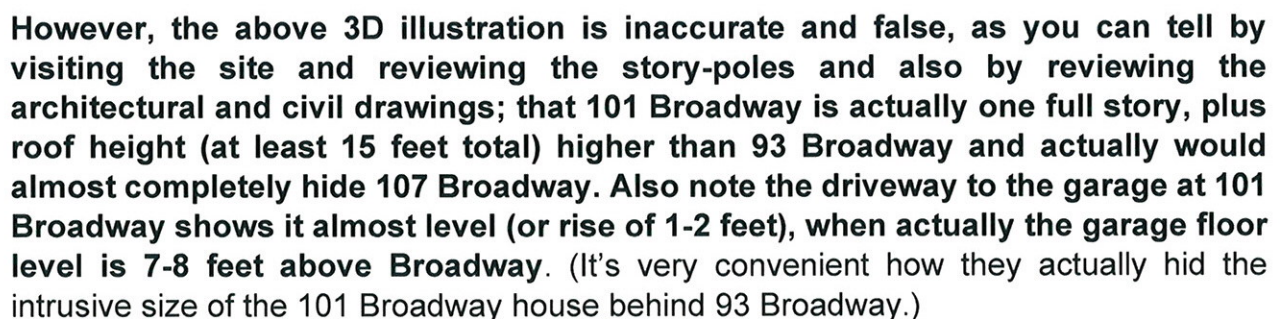 However, the above 3D illustration is inaccurate and false, as you can tell by
visiting the site and reviewing the story-poles and also by reviewing the
architectural and civil drawings; that 101 Broadway is actually one full story, plus
roof height (at least 15 feet total) higher than 93 Broadway and actually would
almost completely hide 107 Broadway. Also note the driveway to the garage at 101
Broadway shows it almost level (or rise of 1-2 feet), when actually the garage floor
level is 7-8 feet above Broadway. (It's very convenient how they actually hid the
intrusive size of the 101 Broadway house behind 93 Broadway.)